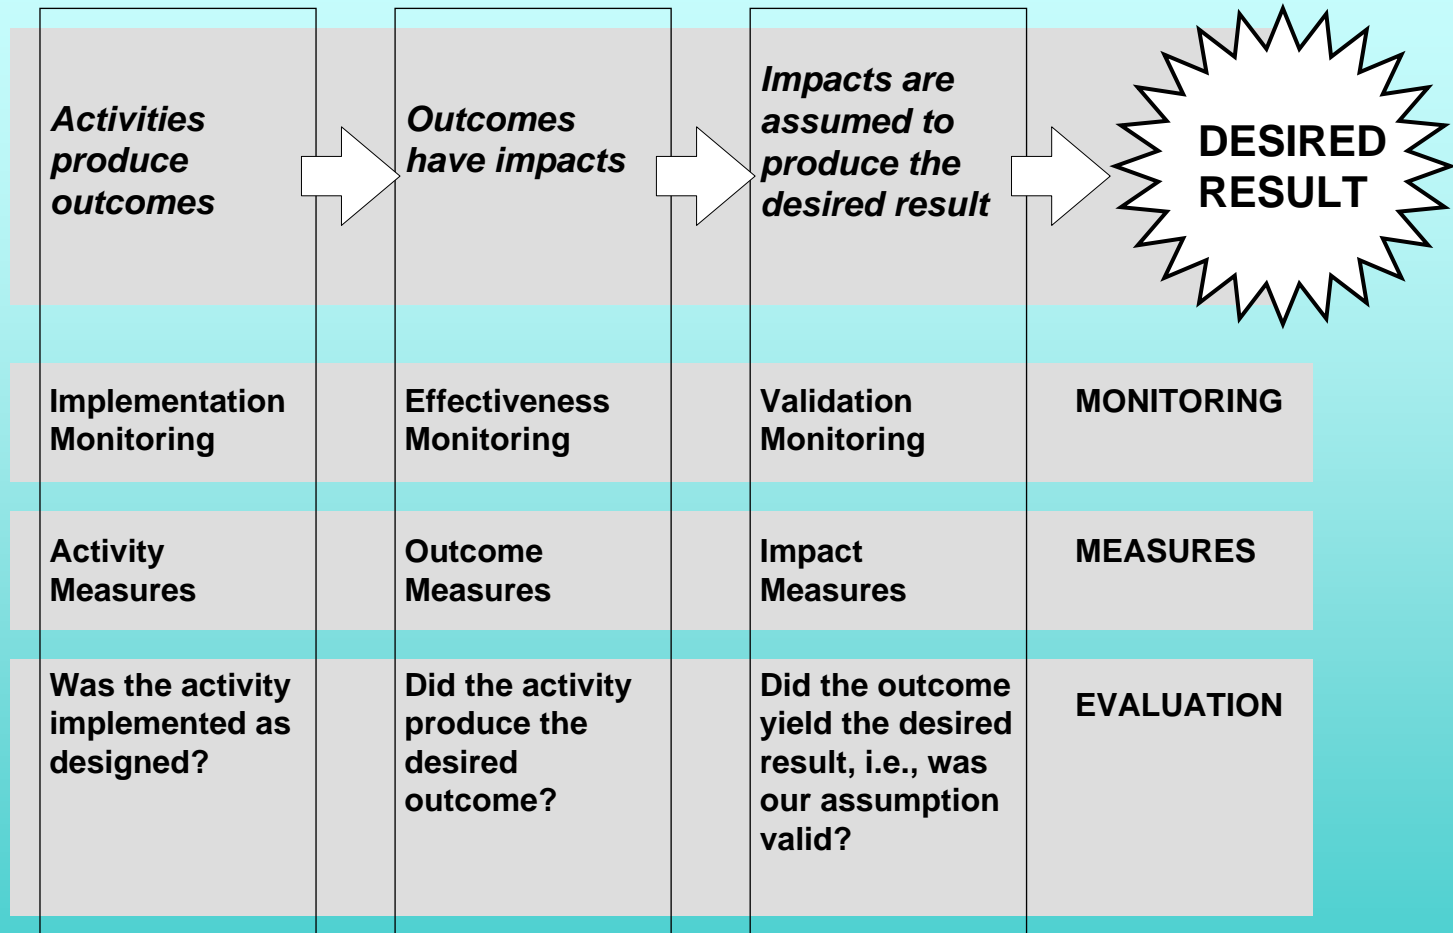 Activities
produce
outcomes
Outcomes
have impacts
Impacts are
assumed to
produce the
desired result
DESIRED
RESULT
Implementation
Monitoring
Effectiveness
Monitoring
Validation
Monitoring
MONITORING
Activity
Measures
Outcome
Measures
Impact
Measures
MEASURES
Was the activity
implemented as
designed?
Did the activity
produce the
desired
outcome?
Did the outcome
yield the desired
result, i.e., was
our assumption
valid?
EVALUATION